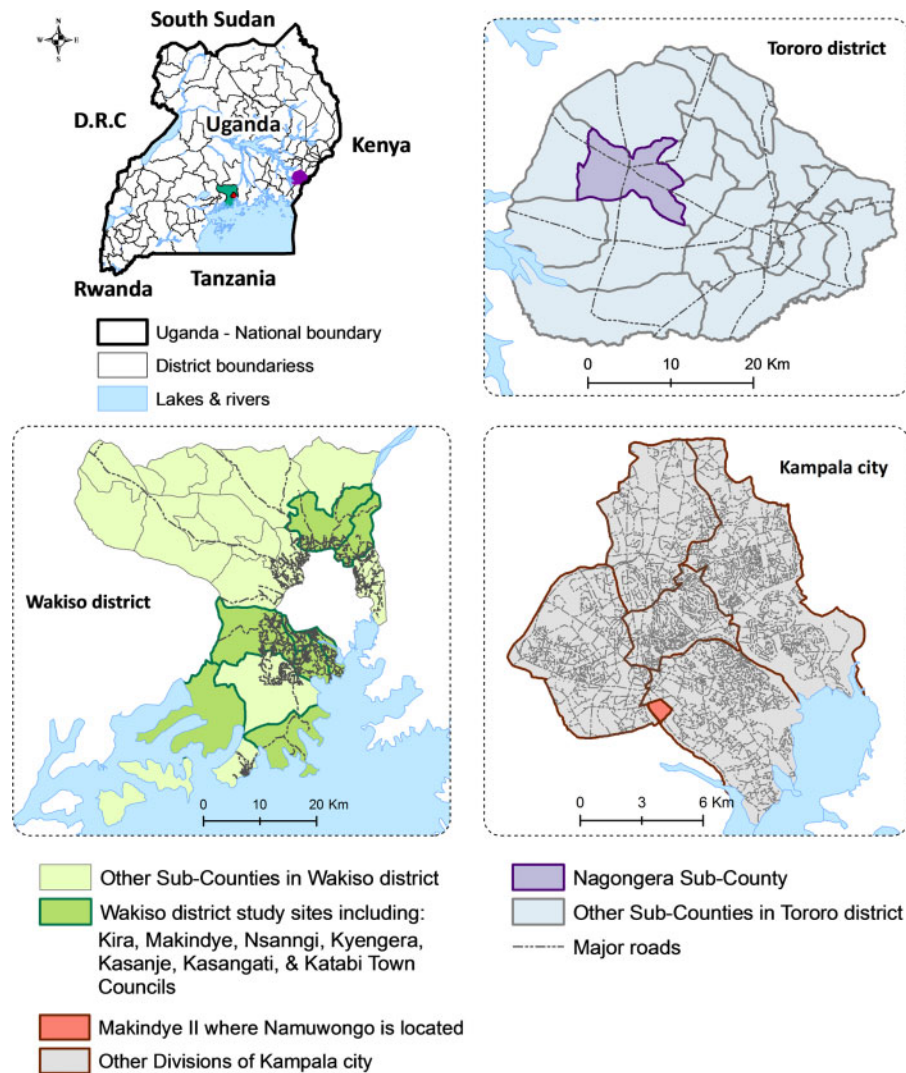 South Sudan
N
W
E
S
D.R.C
Uganda
Kenya
Rwanda
Tanzania
Uganda - National boundary
District boundariess
Lakes & rivers
Tororo district
0 10 20 Km
Wakiso district
0 10 20 Km
Kampala city
0 3 6 Km
Other Sub-Counties in Wakiso district
Wakiso district study sites including:
Kira, Makindye, Nsanngi, Kyengera,
Kasanje, Kasangati, & Katabi Town
Councils
Makindye II where Namuwongo is located
Other Divisions of Kampala city
Nagongera Sub-County
Other Sub-Counties in Tororo district
Major roads